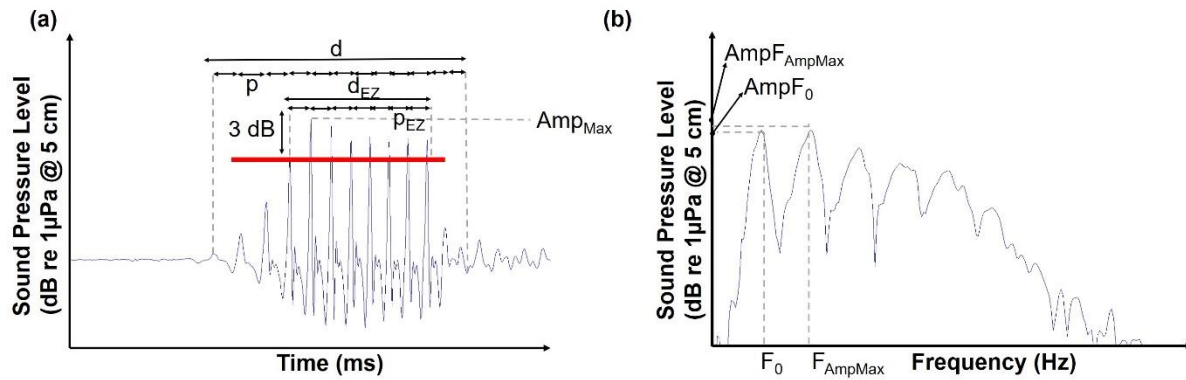 (a)
Sound Pressure Level
(dB re 1µPa @ 5 cm)
d
p
d_EZ
p_EZ
3 dB
Amp_Max
Time (ms)
(b)
Sound Pressure Level
(dB re 1µPa @ 5 cm)
AmpF_AmpMax
AmpF_0
F_0
F_AmpMax
Frequency (Hz)